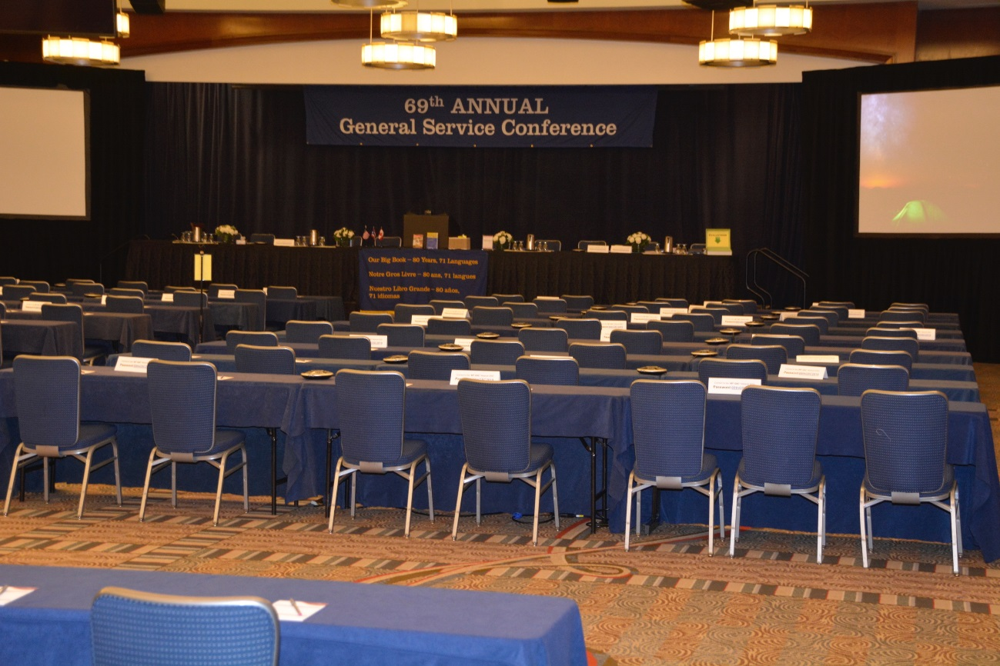 69th ANNUAL
General Service Conference
Our Big Book – 80 Years, 71 Languages
Notre Gros Livre – 80 ans, 71 langues
Nuestro Libro Grande – 80 años,
71 idiomas
Password